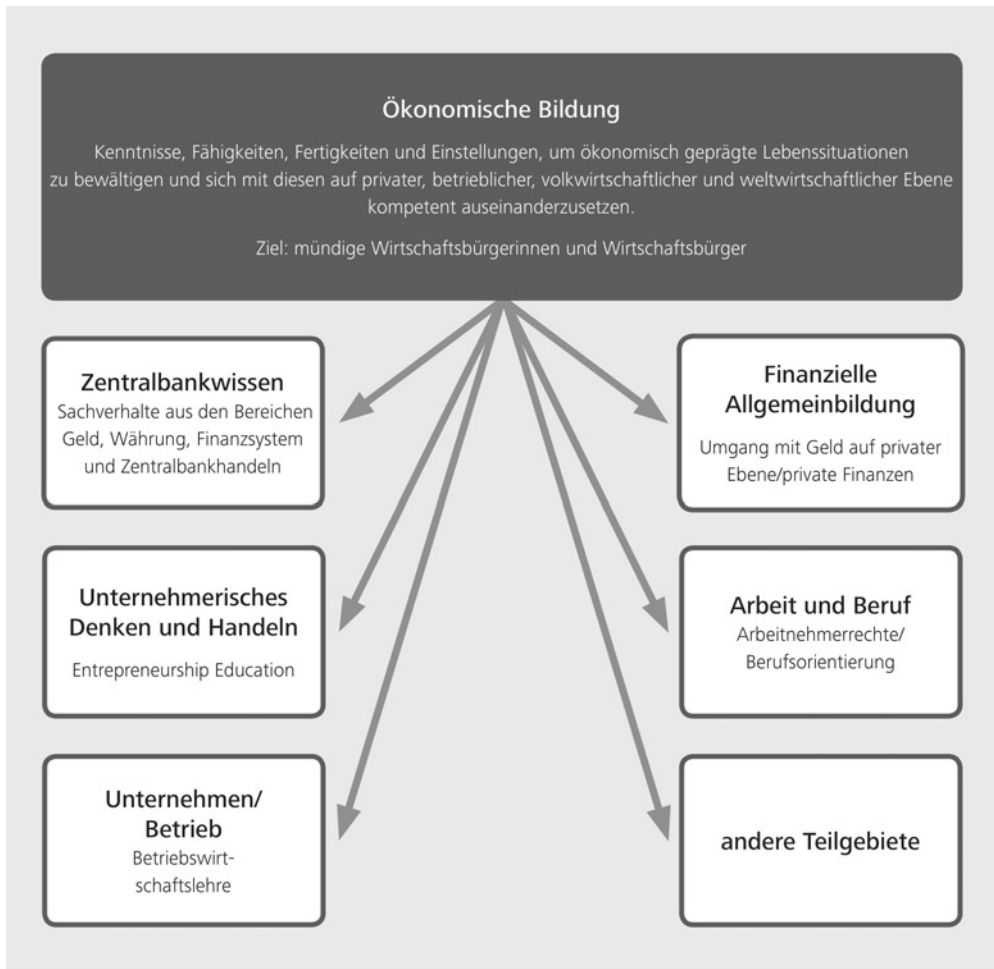 Ökonomische Bildung
Kenntnisse, Fähigkeiten, Fertigkeiten und Einstellungen, um ökonomisch geprägte Lebenssituationen
zu bewältigen und sich mit diesen auf privater, betrieblicher, volkwirtschaftlicher und weltwirtschaftlicher Ebene
kompetent auseinanderzusetzen.
Ziel: mündige Wirtschaftsbürgerinnen und Wirtschaftsbürger
Zentralbankwissen
Sachverhalte aus den Bereichen
Geld, Währung, Finanzsystem
und Zentralbankhandeln
Finanzielle
Allgemeinbildung
Umgang mit Geld auf privater
Ebene/private Finanzen
Unternehmerisches
Denken und Handeln
Entrepreneurship Education
Arbeit und Beruf
Arbeitnehmerrechte/
Berufsorientierung
Unternehmen/
Betrieb
Betriebswirt-
schaftslehre
andere Teilgebiete